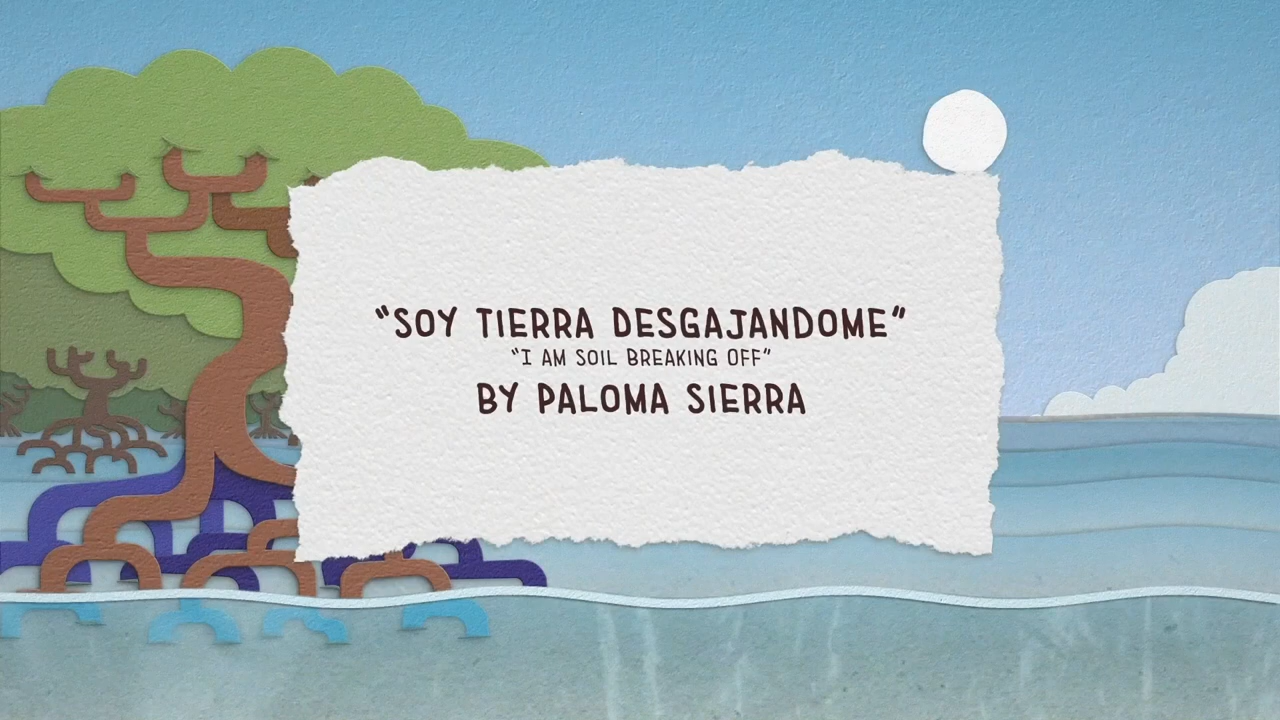 "SOY TIERRA DESGAJANDOME"
"I AM SOIL BREAKING OFF"
BY PALOMA SIERRA